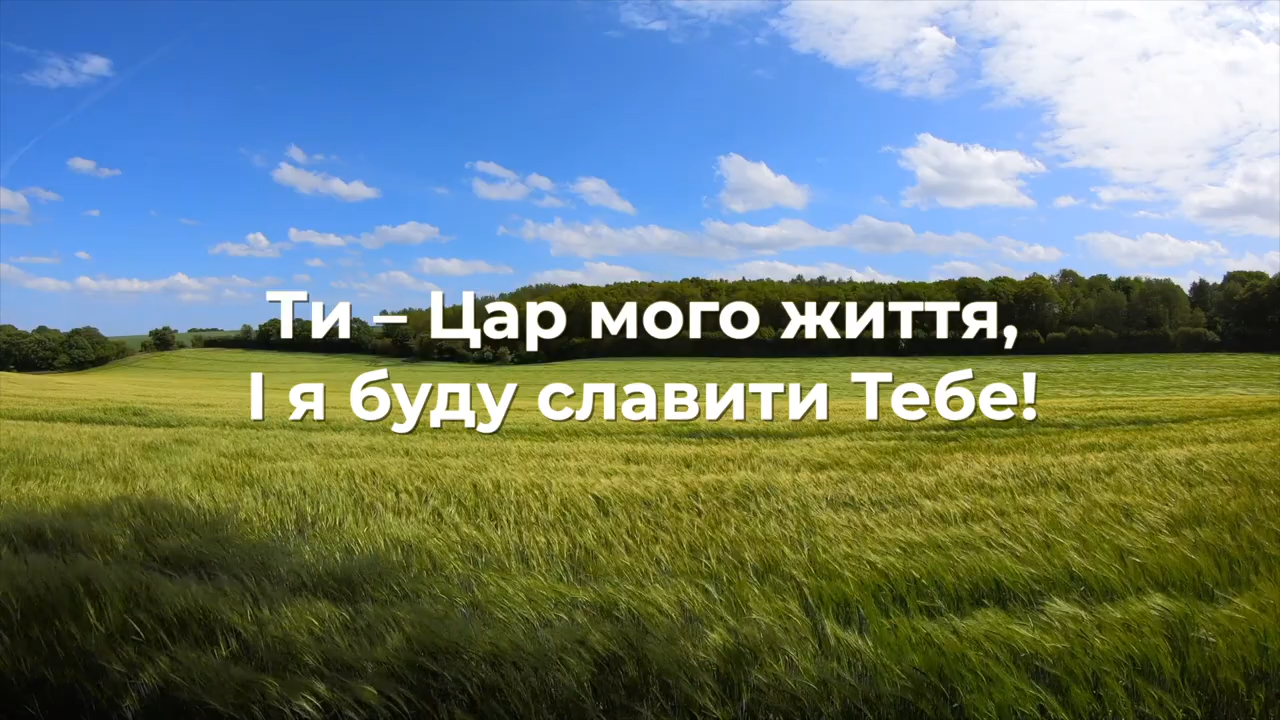 Ти – Цар мого життя,
І я буду славити Тебе!